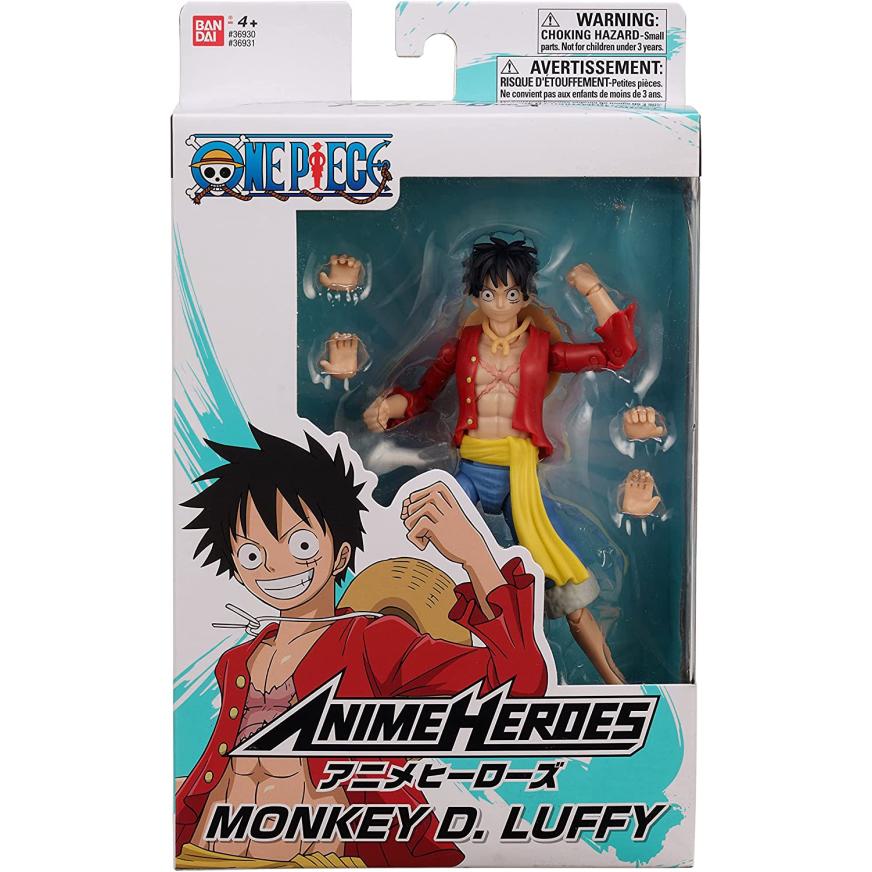 BAN
DAI
4+
#36930
#36931
WARNING:
CHOKING HAZARD-Small
parts. Not for children under 3 years.
AVERTISSEMENT:
RISQUE D'ÉTOUFFEMENT-Petites pièces.
Ne convient pas aux enfants de moins de 3 ans.
ONE PIECE
ANIME HEROES
アニメヒーローズ
MONKEY D. LUFFY